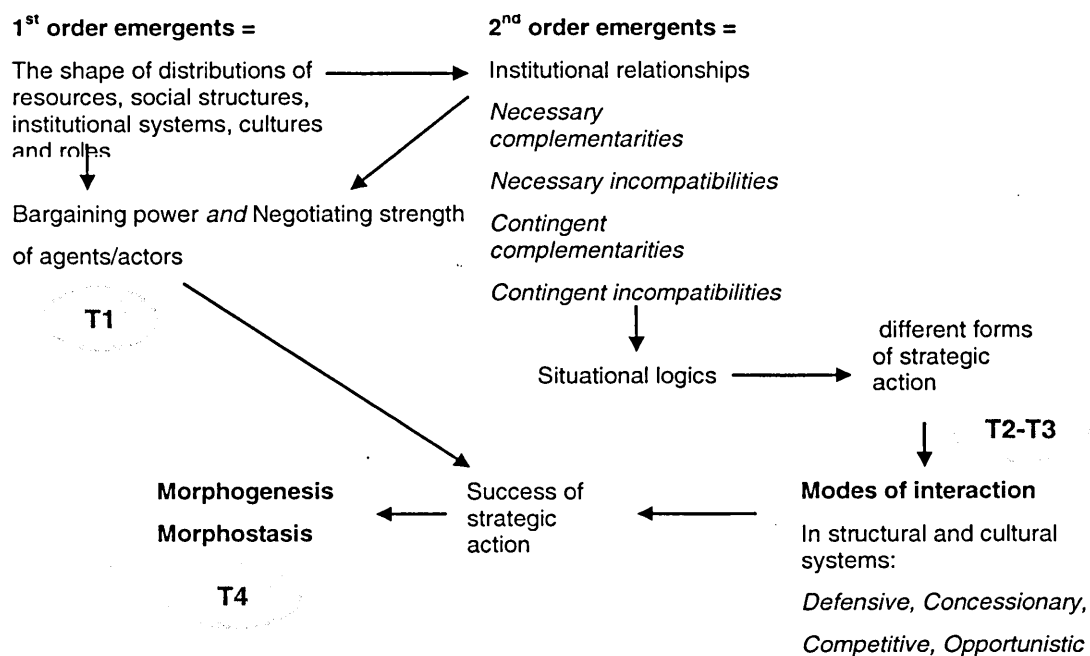 1st order emergents =
The shape of distributions of
resources, social structures,
institutional systems, cultures
and roles
2nd order emergents =
Institutional relationships
Necessary
complementarities
Necessary incompatibilities
Contingent
complementarities
Contingent incompatibilities
Bargaining power and Negotiating strength
of agents/actors
T1
Situational logics
different forms
of strategic
action
T2-T3
Modes of interaction
In structural and cultural
systems:
Defensive, Concessionary,
Competitive, Opportunistic
Success of
strategic
action
Morphogenesis
Morphostasis
T4